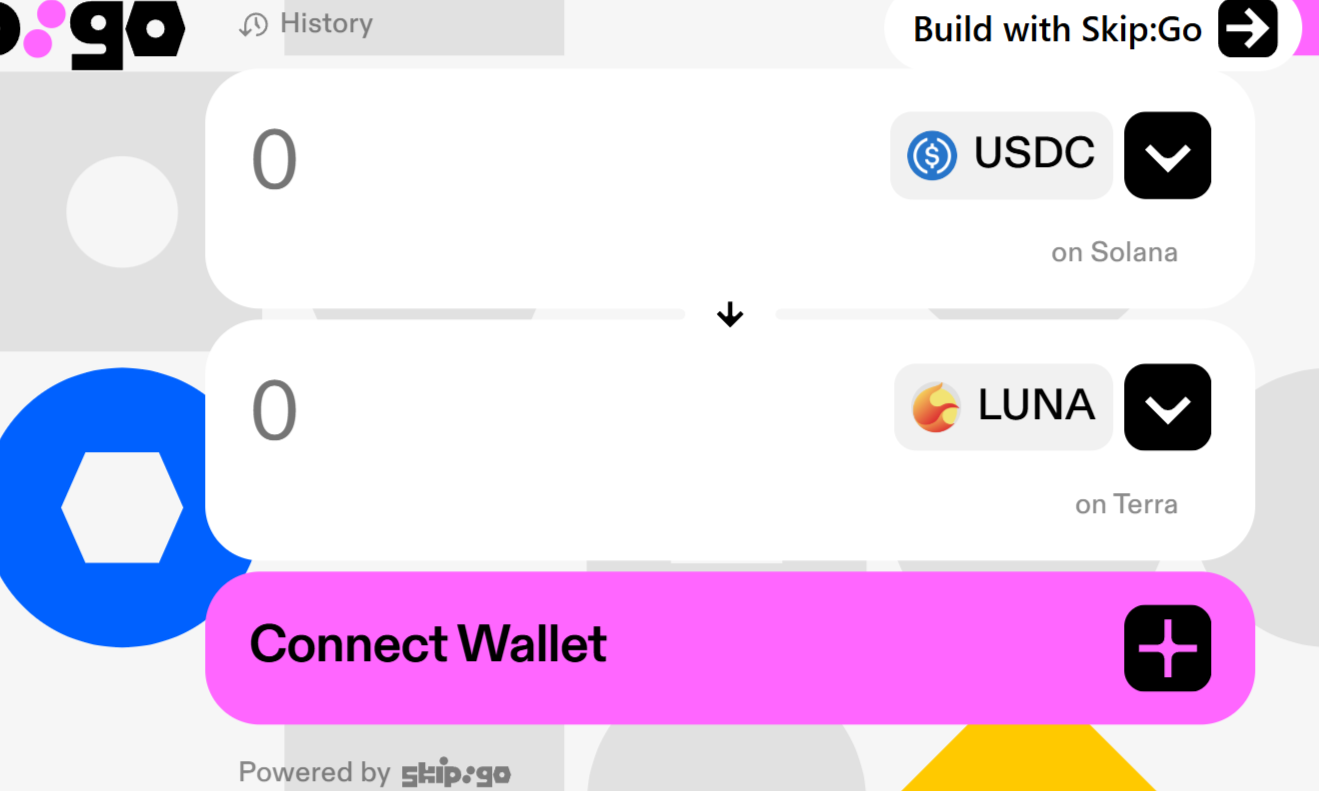 p:go
History
Build with Skip:Go
0
USDC
on Solana
0
LUNA
on Terra
Connect Wallet
Powered by skip:go